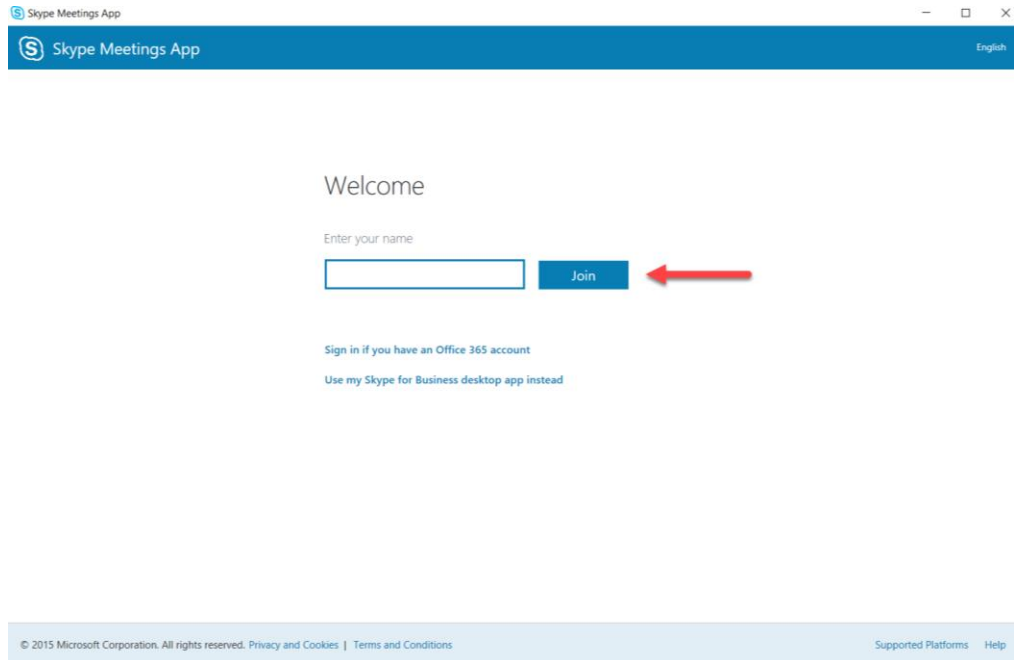 Skype Meetings App
Skype Meetings App
English
Welcome
Enter your name
Join
Sign in if you have an Office 365 account
Use my Skype for Business desktop app instead
© 2015 Microsoft Corporation. All rights reserved. Privacy and Cookies | Terms and Conditions Supported Platforms Help